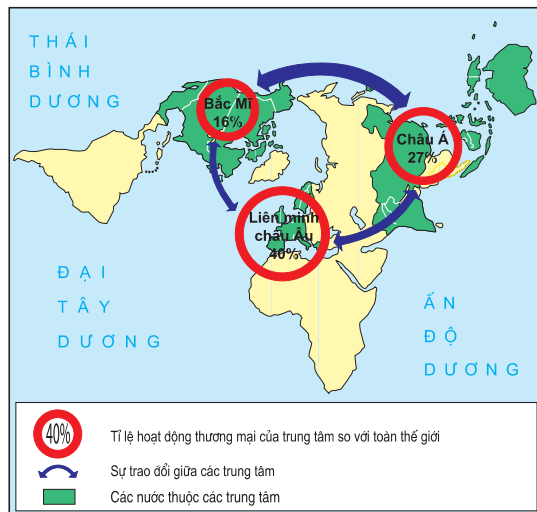 THÁI
BÌNH
DƯƠNG
Bắc Mĩ
16%
Châu Á
27%
Liên minh
châu Âu
40%
ĐẠI
TÂY
DƯƠNG
ẤN
ĐỘ
DƯƠNG
40%
Tỉ lệ hoạt động thương mại của trung tâm so với toàn thế giới
Sự trao đổi giữa các trung tâm
Các nước thuộc các trung tâm